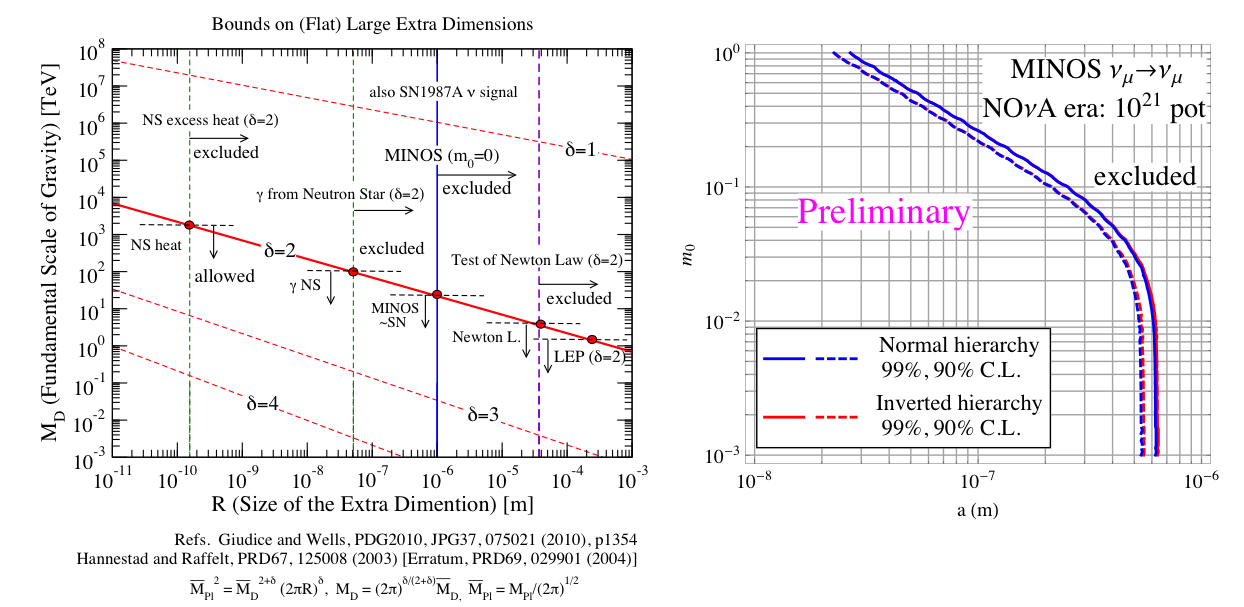 Bounds on (Flat) Large Extra Dimensions
M_D (Fundamental Scale of Gravity) [TeV]
10^8
10^7
10^6
10^5
10^4
10^3
10^2
10^1
10^0
10^-1
10^-2
10^-3
also SN1987A ν signal
NS excess heat (δ=2)
excluded
MINOS (m_0=0)
excluded
δ=1
γ from Neutron Star (δ=2)
excluded
NS heat
allowed
δ=2
γ NS
Test of Newton Law (δ=2)
excluded
MINOS
~SN
Newton L.
LEP (δ=2)
δ=4
δ=3
10^-11
10^-10
10^-9
10^-8
10^-7
10^-6
10^-5
10^-4
10^-3
R (Size of the Extra Dimention) [m]
Refs. Giudice and Wells, PDG2010, JPG37, 075021 (2010), p1354
Hannestad and Raffelt, PRD67, 125008 (2003) [Erratum, PRD69, 029901 (2004)]
M̅_Pl^2 = M̅_D^2+δ (2πR)^δ, M_D = (2π)^δ/(2+δ) M̅_D, M̅_Pl = M_Pl/(2π)^1/2
m_0
10^0
10^-1
10^-2
10^-3
MINOS ν_μ→ν_μ
NOνA era: 10^21 pot
excluded
Preliminary
Normal hierarchy
99%, 90% C.L.
Inverted hierarchy
99%, 90% C.L.
10^-8
10^-7
10^-6
a (m)